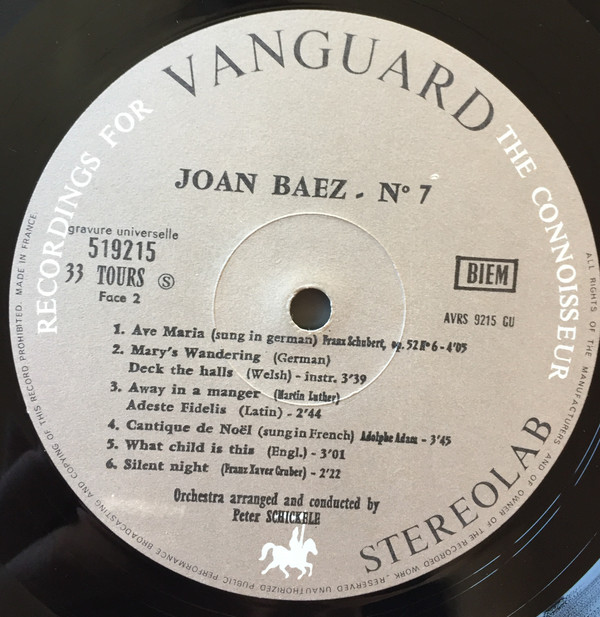 VANGUARD
RECORDINGS FOR THE CONNOISSEUR
JOAN BAEZ . Nº 7
gravure universelle
519215
33 TOURS Ⓢ
Face 2
BIEM
AVRS 9215 GU
1. Ave Maria (sung in german) Franz Schubert, op. 52 Nº 6 - 4'05
2. Mary's Wandering (German)
Deck the halls (Welsh) - instr. 3'39
3. Away in a manger (Martin Luther)
Adeste Fidelis (Latin) - 2'44
4. Cantique de Noël (sung in French) Adolphe Adam - 3'45
5. What child is this (Engl.) - 3'01
6. Silent night (Franz Xaver Gruber) - 2'22
Orchestra arranged and conducted by
Peter SCHICKELE
STEREOLAB
ALL RIGHTS OF THE MANUFACTURERS AND OF OWNER OF THE RECORDED WORK, RESERVED UNAUTHORIZED PUBLIC PERFORMANCE BROADCASTING AND COPYING OF THIS RECORD PROHIBITED. MADE IN FRANCE